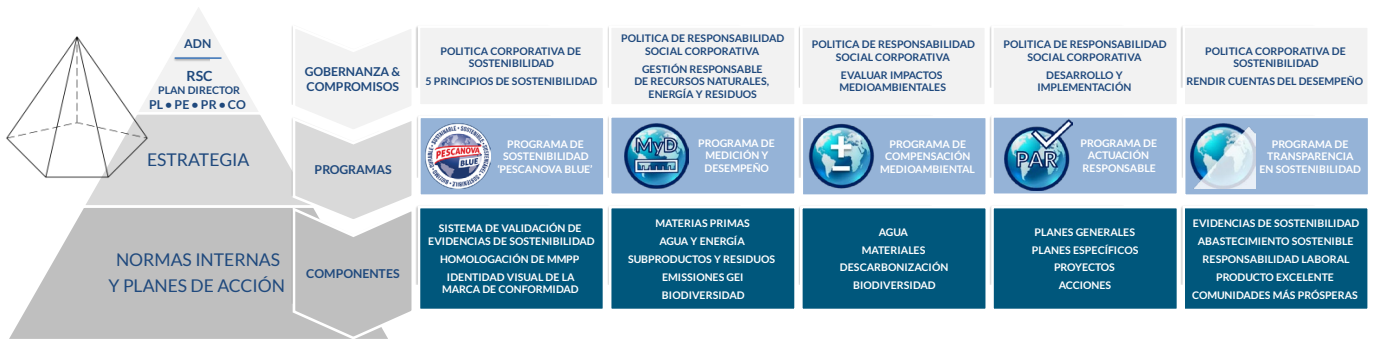 ADN
RSC
PLAN DIRECTOR
PL ● PE ● PR ● CO
ESTRATEGIA
NORMAS INTERNAS
Y PLANES DE ACCIÓN
GOBERNANZA &
COMPROMISOS
POLITICA CORPORATIVA DE
SOSTENIBILIDAD
5 PRINCIPIOS DE SOSTENIBILIDAD
POLITICA DE RESPONSABILIDAD
SOCIAL CORPORATIVA
GESTIÓN RESPONSABLE
DE RECURSOS NATURALES,
ENERGÍA Y RESIDUOS
POLITICA DE RESPONSABILIDAD
SOCIAL CORPORATIVA
EVALUAR IMPACTOS
MEDIOAMBIENTALES
POLITICA DE RESPONSABILIDAD
SOCIAL CORPORATIVA
DESARROLLO Y
IMPLEMENTACIÓN
POLITICA CORPORATIVA DE
SOSTENIBILIDAD
RENDIR CUENTAS DEL DESEMPEÑO
PROGRAMAS
PESCANOVA
BLUE
PROGRAMA DE
SOSTENIBILIDAD
‘PESCANOVA BLUE’
MyD
PROGRAMA DE
MEDICIÓN Y
DESEMPEÑO
PROGRAMA DE
COMPENSACIÓN
MEDIOAMBIENTAL
PAR
PROGRAMA DE
ACTUACIÓN
RESPONSABLE
PROGRAMA DE
TRANSPARENCIA
EN SOSTENIBILIDAD
COMPONENTES
SISTEMA DE VALIDACIÓN DE
EVIDENCIAS DE SOSTENIBILIDAD
HOMOLOGACIÓN DE MMPP
IDENTIDAD VISUAL DE LA
MARCA DE CONFORMIDAD
MATERIAS PRIMAS
AGUA Y ENERGÍA
SUBPRODUCTOS Y RESIDUOS
EMISSIONES GEI
BIODIVERSIDAD
AGUA
MATERIALES
DESCARBONIZACIÓN
BIODIVERSIDAD
PLANES GENERALES
PLANES ESPECÍFICOS
PROYECTOS
ACCIONES
EVIDENCIAS DE SOSTENIBILIDAD
ABASTECIMIENTO SOSTENIBLE
RESPONSABILIDAD LABORAL
PRODUCTO EXCELENTE
COMUNIDADES MÁS PRÓSPERAS